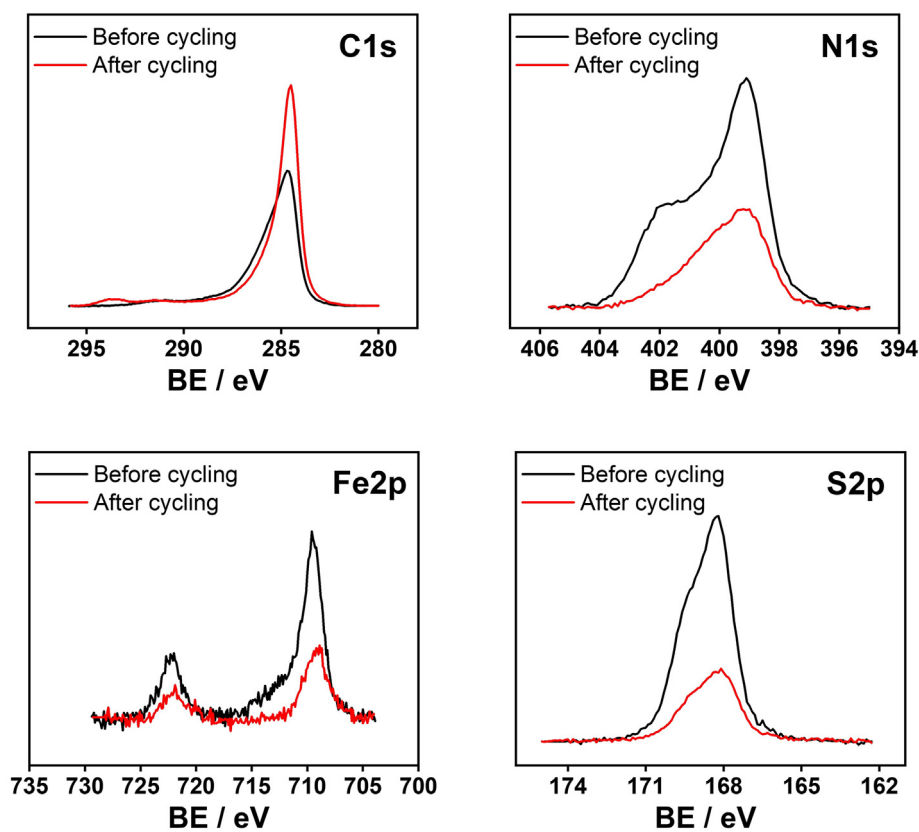 Before cycling
After cycling
C1s
295 290 285 280
BE / eV
Before cycling
After cycling
N1s
406 404 402 400 398 396 394
BE / eV
Before cycling
After cycling
Fe2p
735 730 725 720 715 710 705 700
BE / eV
Before cycling
After cycling
S2p
174 171 168 165 162
BE / eV